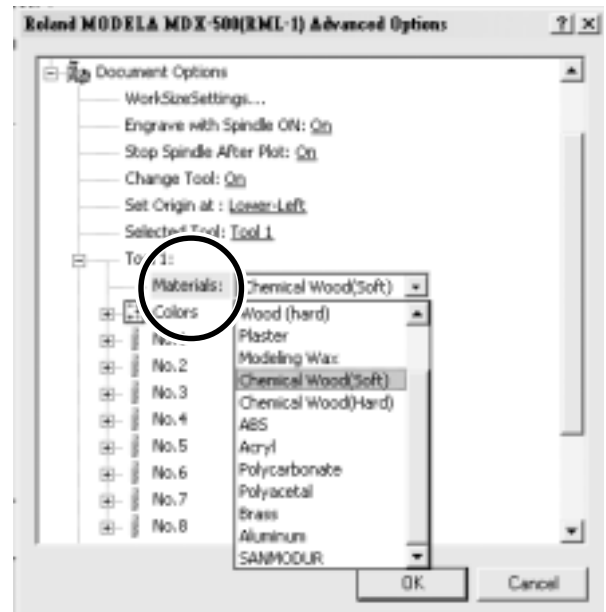 Roland MODELA MDX-500(RML-1) Advanced Options
Document Options
WorkSizeSettings...
Engrave with Spindle ON: On
Stop Spindle After Plot: On
Change Tool: On
Set Origin at : Lower-Left
Selected Tool: Tool 1
Tool 1:
Materials: Chemical Wood(Soft)
Colors
Wood (hard)
Plaster
No.2
Modeling Wax
Chemical Wood(Soft)
No.3
Chemical Wood(Hard)
No.4
ABS
No.5
Acryl
No.6
Polycarbonate
No.7
Polyacetal
No.8
Brass
Aluminum
SANMODUR
OK
Cancel